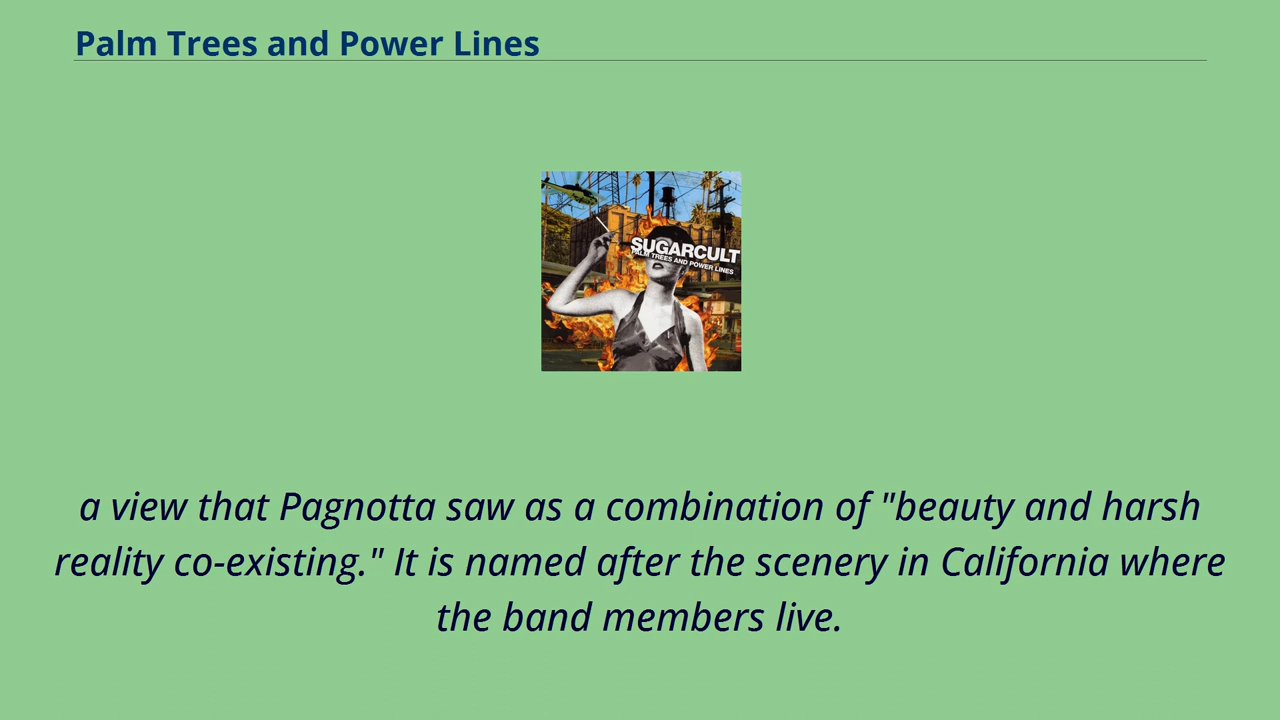 Palm Trees and Power Lines
SUGARCULT
PALM TREES AND POWER LINES
a view that Pagnotta saw as a combination of "beauty and harsh
reality co-existing." It is named after the scenery in California where
the band members live.